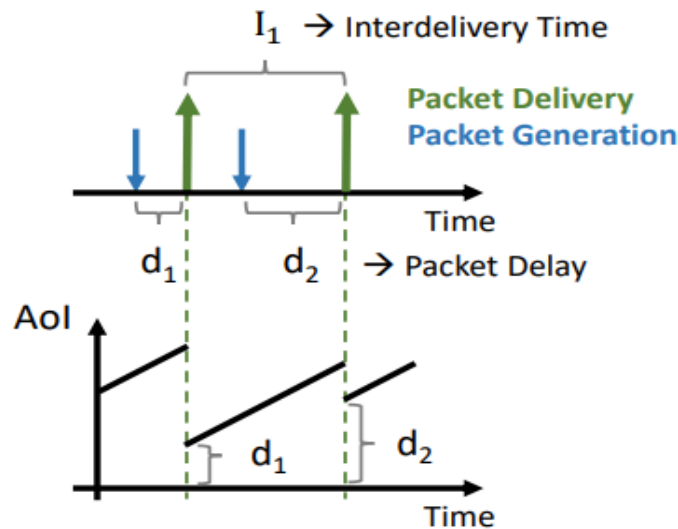 I₁ → Interdelivery Time
Packet Delivery
Packet Generation
Time
d₁ d₂ → Packet Delay
AoI
d₁ d₂
Time